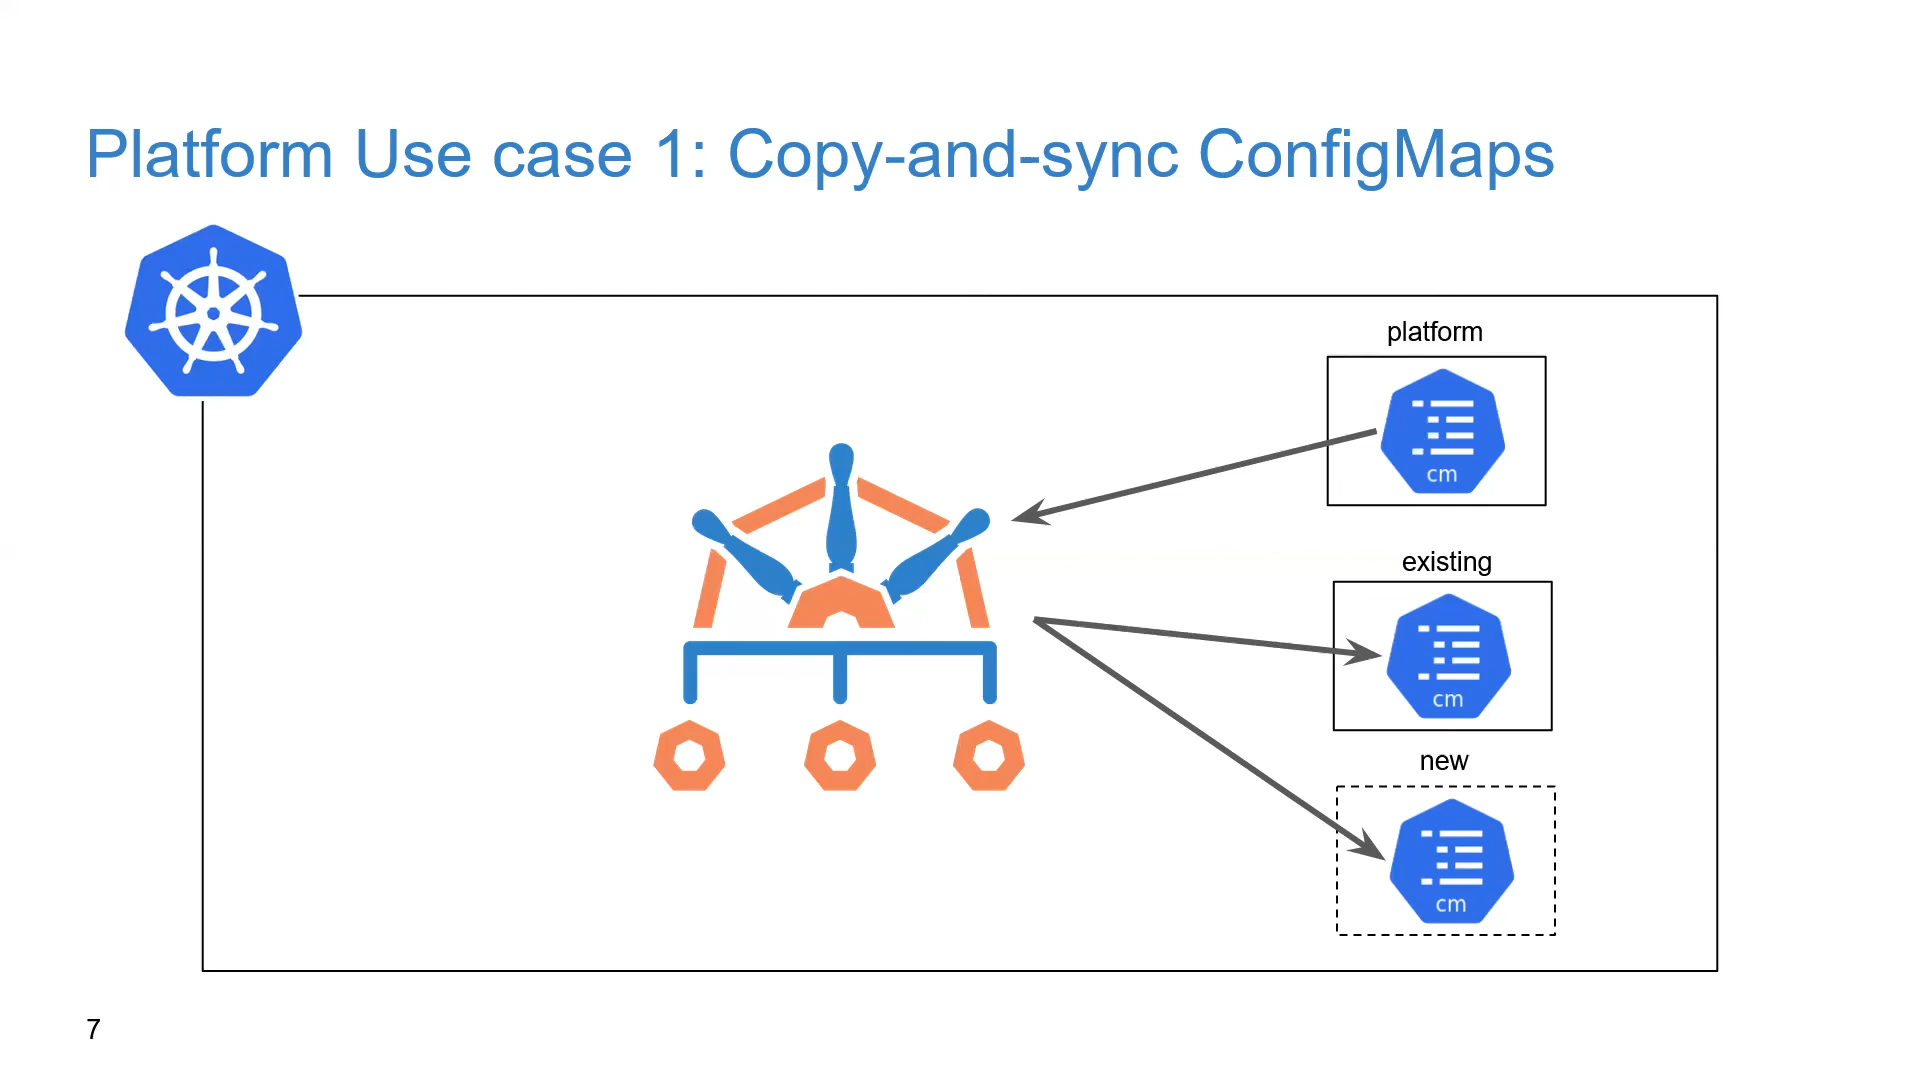 Platform Use case 1: Copy-and-sync ConfigMaps
platform
cm
existing
cm
new
cm
7